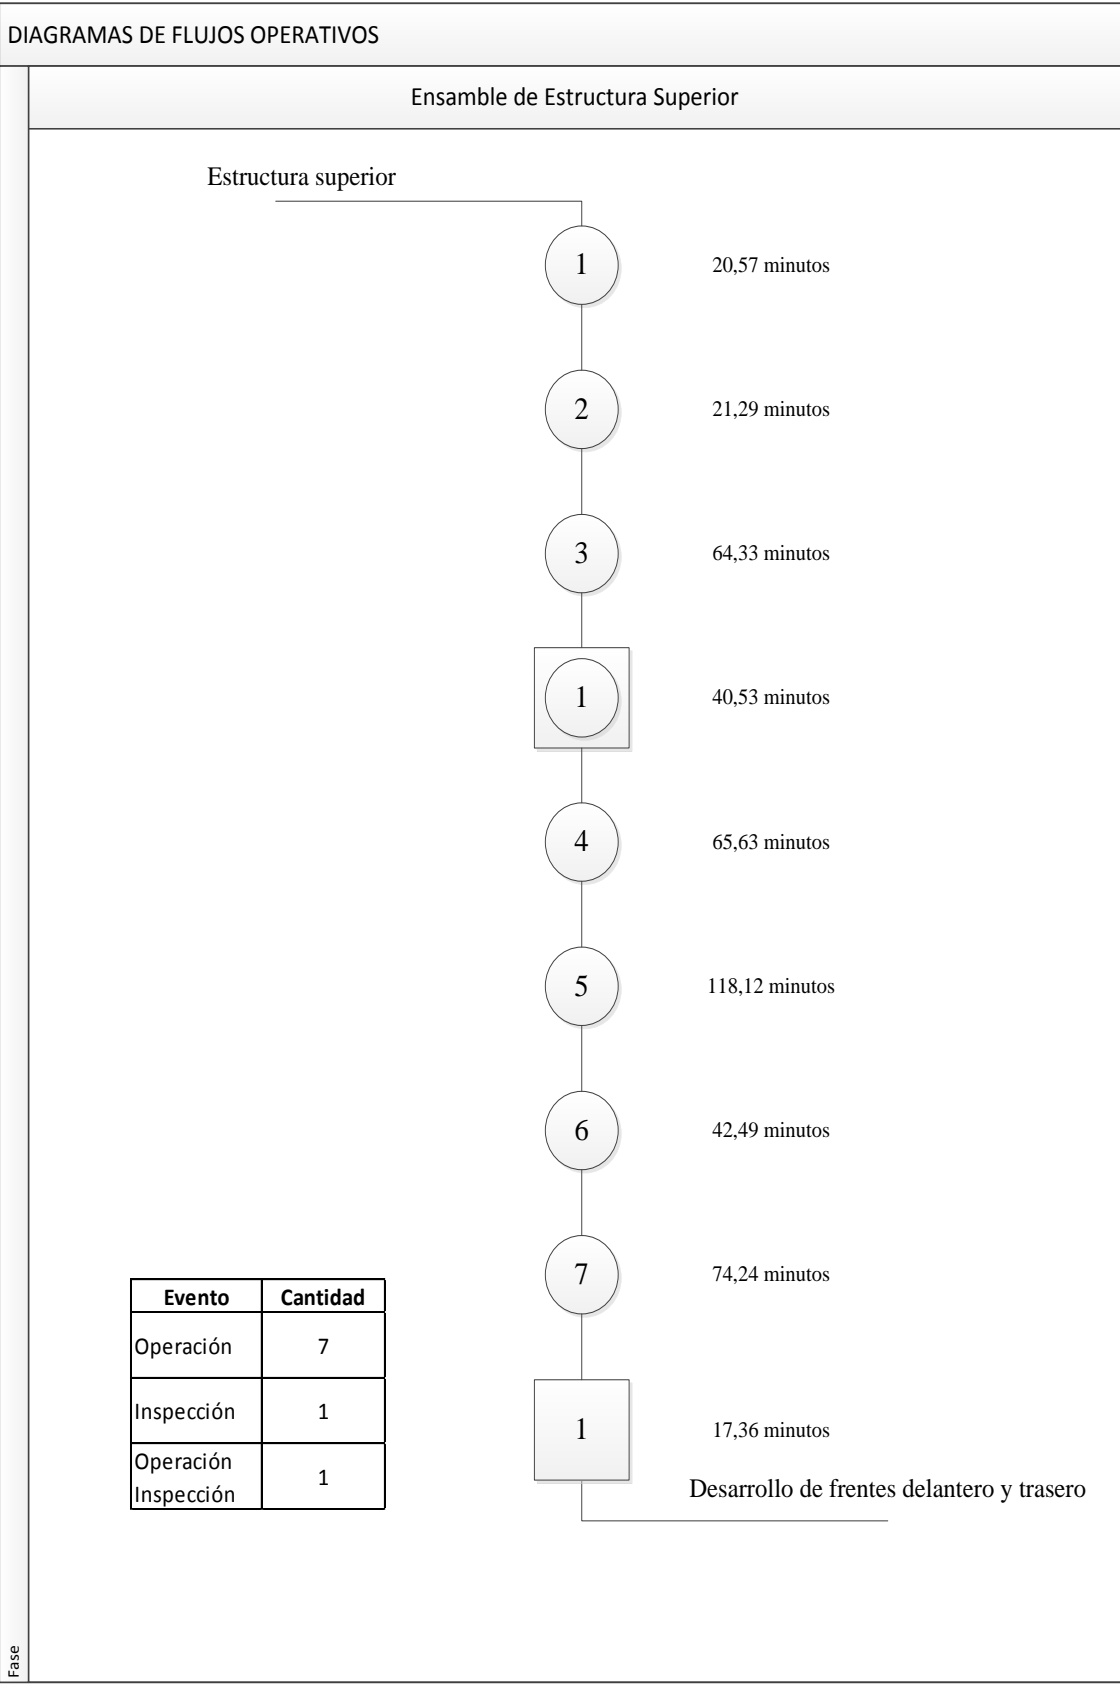 DIAGRAMAS DE FLUJOS OPERATIVOS
Ensamble de Estructura Superior
Estructura superior
1 20,57 minutos
2 21,29 minutos
3 64,33 minutos
1 40,53 minutos
4 65,63 minutos
5 118,12 minutos
6 42,49 minutos
7 74,24 minutos
1 17,36 minutos
Desarrollo de frentes delantero y trasero
Evento Cantidad
Operación 7
Inspección 1
Operación
Inspección 1
Fase